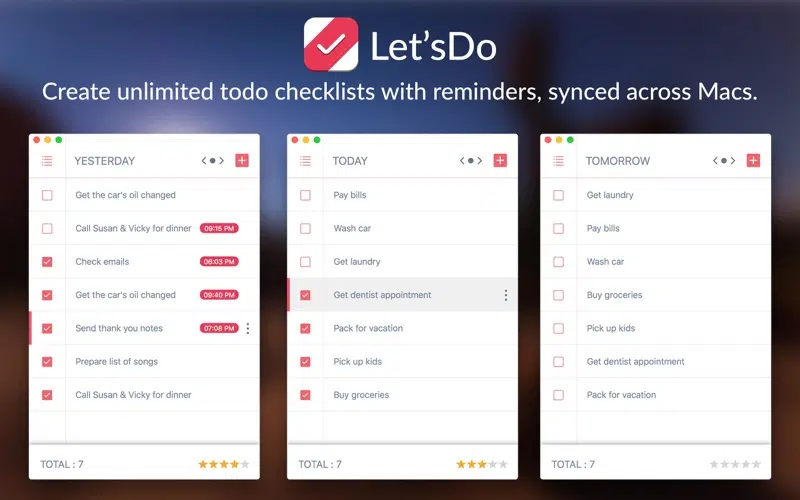 Let'sDo
Create unlimited todo checklists with reminders, synced across Macs.
YESTERDAY
Get the car's oil changed
Call Susan & Vicky for dinner 09:15 PM
Check emails 06:03 PM
Get the car's oil changed 09:40 PM
Send thank you notes 07:08 PM
Prepare list of songs
Call Susan & Vicky for dinner
TOTAL : 7
TODAY
Pay bills
Wash car
Get laundry
Get dentist appointment
Pack for vacation
Pick up kids
Buy groceries
TOTAL : 7
TOMORROW
Get laundry
Pay bills
Wash car
Buy groceries
Pick up kids
Get dentist appointment
Pack for vacation
TOTAL : 7